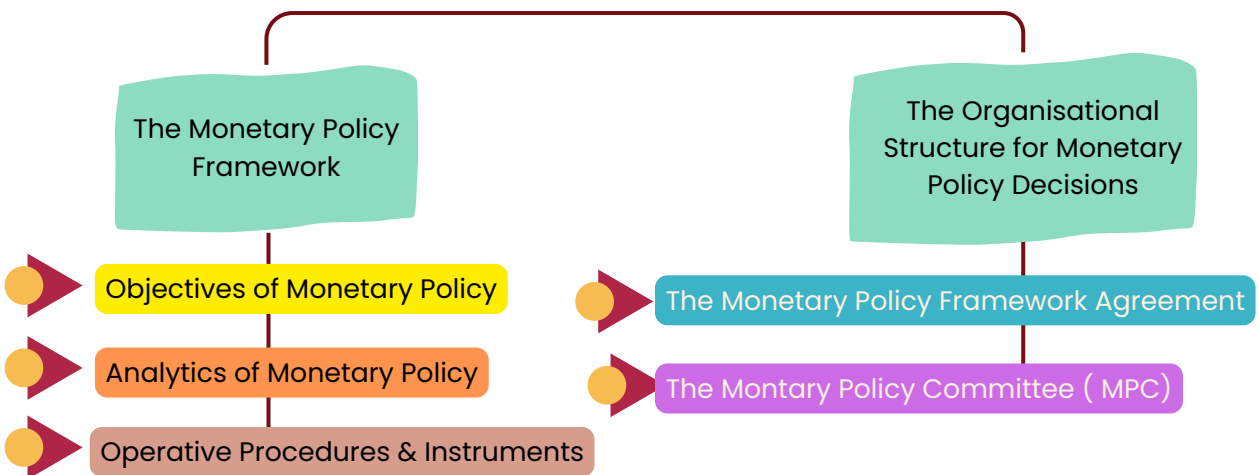 The Monetary Policy
Framework
Objectives of Monetary Policy
Analytics of Monetary Policy
Operative Procedures & Instruments
The Organisational
Structure for Monetary
Policy Decisions
The Monetary Policy Framework Agreement
The Montary Policy Committee ( MPC)